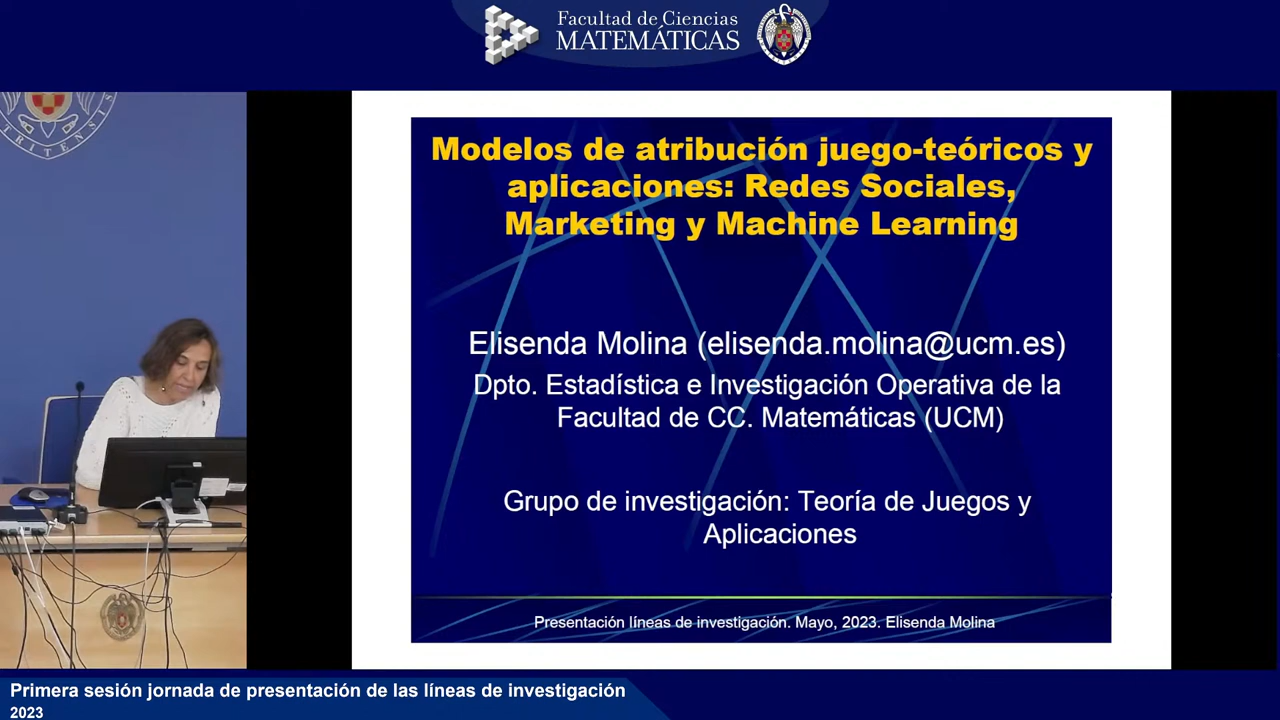 Facultad de Ciencias
MATEMÁTICAS
TRITENSIS
Modelos de atribución juego-teóricos y
aplicaciones: Redes Sociales,
Marketing y Machine Learning
Elisenda Molina (elisenda.molina@ucm.es)
Dpto. Estadística e Investigación Operativa de la
Facultad de CC. Matemáticas (UCM)
Grupo de investigación: Teoría de Juegos y
Aplicaciones
Presentación líneas de investigación. Mayo, 2023. Elisenda Molina
Primera sesión jornada de presentación de las líneas de investigación
2023